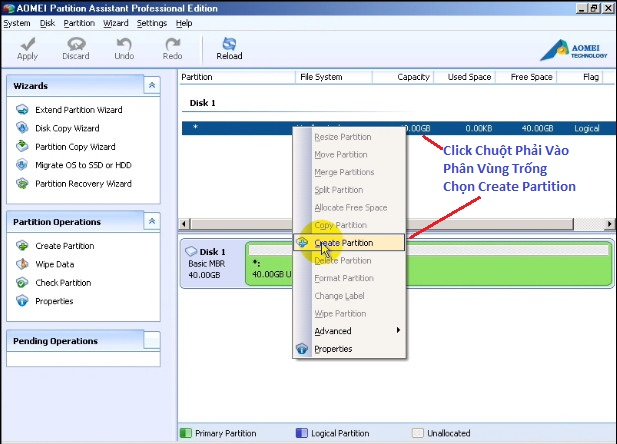 AOMEI Partition Assistant Professional Edition
System Disk Partition Wizard Settings Help
Apply Discard Undo Redo Reload
AOMEI
TECHNOLOGY
Wizards
Extend Partition Wizard
Disk Copy Wizard
Partition Copy Wizard
Migrate OS to SSD or HDD
Partition Recovery Wizard
Partition Operations
Create Partition
Wipe Data
Check Partition
Properties
Pending Operations
Partition File System Capacity Used Space Free Space Flag
Disk 1
* 40.00GB 0.00KB 40.00GB Logical
Resize Partition
Move Partition
Merge Partitions
Split Partition
Allocate Free Space
Copy Partition
Create Partition
Delete Partition
Format Partition
Change Label
Wipe Partition
Advanced
Properties
Click Chuột Phải Vào
Phân Vùng Trống
Chọn Create Partition
Disk 1
Basic MBR
40.00GB
*:
40.00GB U
Primary Partition Logical Partition Unallocated